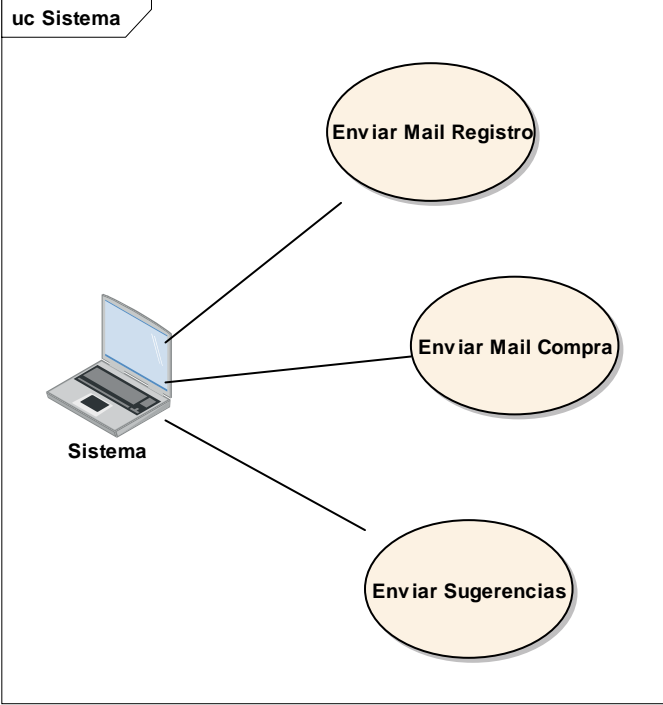 uc Sistema
Enviar Mail Registro
Enviar Mail Compra
Sistema
Enviar Sugerencias